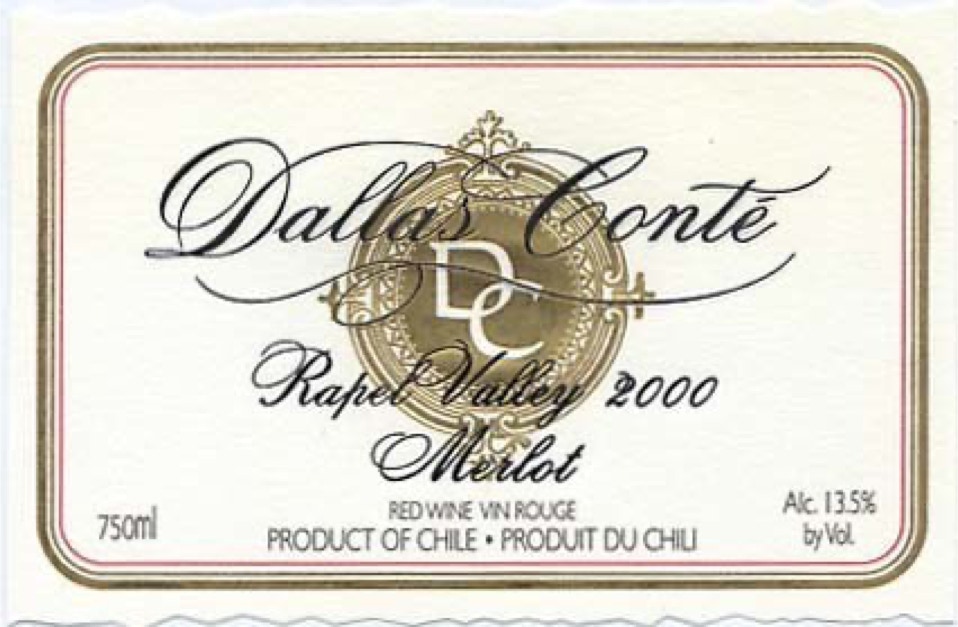 Dallas Conté
DC
Rapel Valley 2000
Merlot
RED WINE VIN ROUGE
PRODUCT OF CHILE • PRODUIT DU CHILI
750ml
Alc. 13.5%
by Vol.